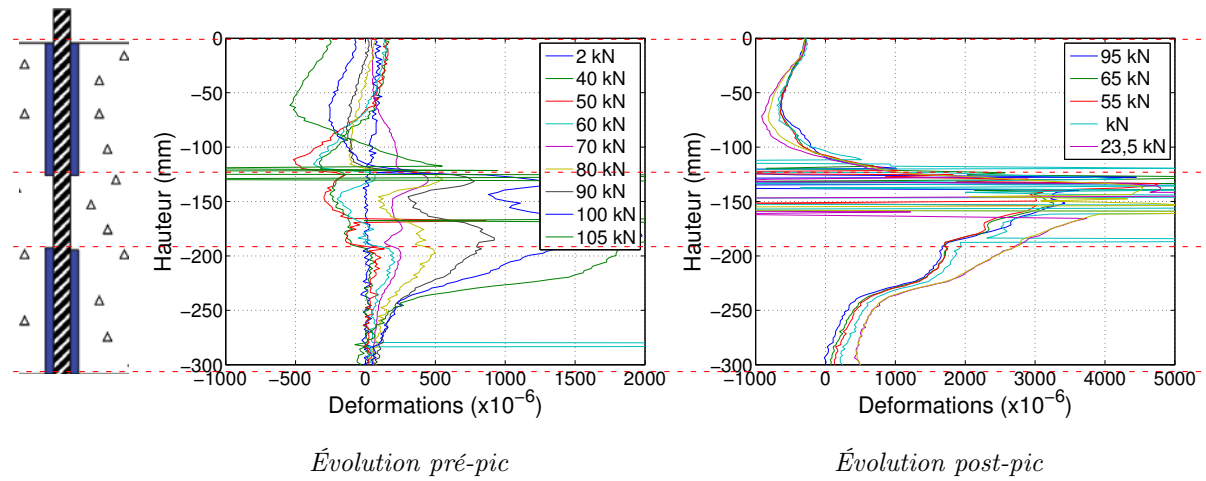 0
−50
−100
−150
−200
−250
−300
Hauteur (mm)
−1000
−500
0
500
1000
1500
2000
Deformations (x10−6)
2 kN
40 kN
50 kN
60 kN
70 kN
80 kN
90 kN
100 kN
105 kN
Évolution pré-pic
0
−50
−100
−150
−200
−250
−300
Hauteur (mm)
−1000
0
1000
2000
3000
4000
5000
Deformations (x10−6)
95 kN
65 kN
55 kN
kN
23,5 kN
Évolution post-pic